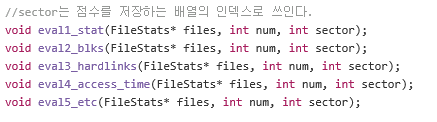 //sector는 점수를 저장하는 배열의 인덱스로 쓰인다.
void eval1_stat(FileStats* files, int num, int sector);
void eval2_blks(FileStats* files, int num, int sector);
void eval3_hardlinks(FileStats* files, int num, int sector);
void eval4_access_time(FileStats* files, int num, int sector);
void eval5_etc(FileStats* files, int num, int sector);